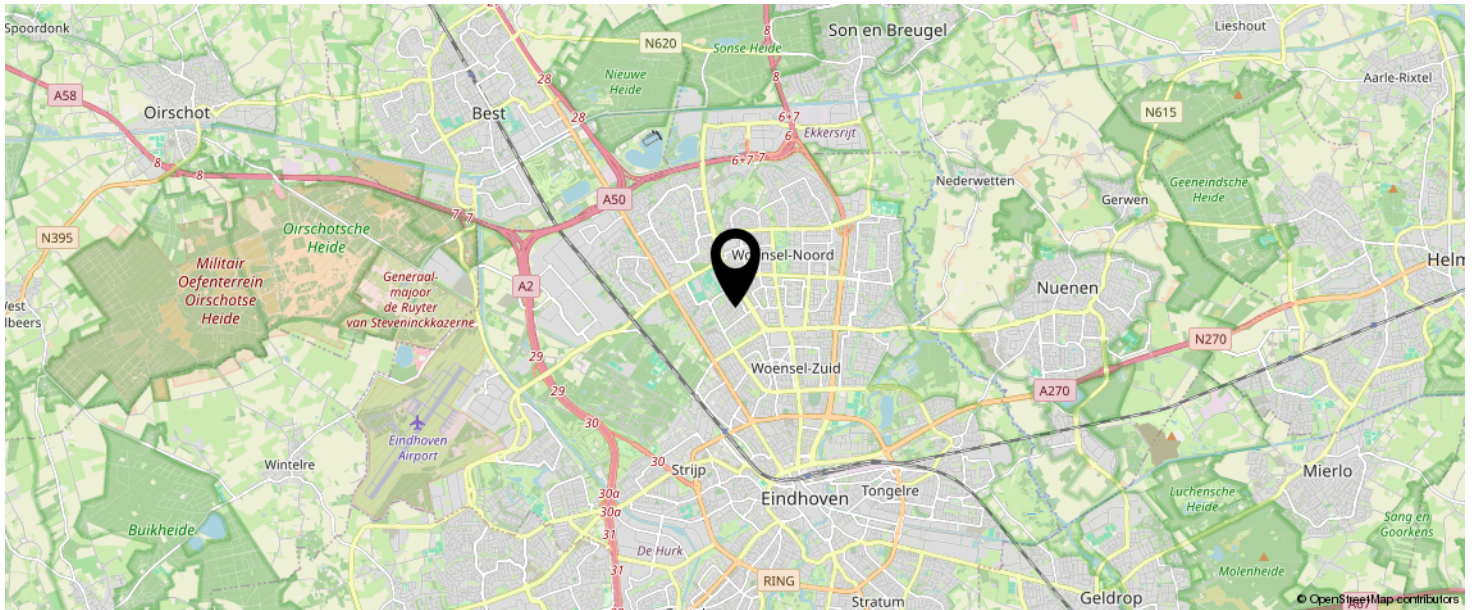 Spoordonk
27
N620
8
Sonse Heide
Son en Breugel
Lieshout
28
Nieuwe
Heide
8
Aarle-Rixtel
A58
Oirschot
Best
28
6+7
6
Ekkersrijt
N615
8
8
6+7
7
Nederwetten
Gerwen
Geeneindsche
Heide
A50
7
7
Oirschotsche
Heide
N395
Woensel-Noord
Militair
Oefenterrein
Oirschotse
Heide
Generaal-
majoor
de Ruyter
van Steveninckkazerne
A2
Nuenen
Helm
lbeers
29
N270
29
Woensel-Zuid
A270
30
Eindhoven
Airport
30
Wintelre
Strijp
Mierlo
30a
30a
Eindhoven
Tongelre
Luchensche
Heide
Buikheide
31
De Hurk
Sang en
Goorkens
31
RING
Molenheide
Stratum
Geldrop
A67
© OpenStreetMap contributors